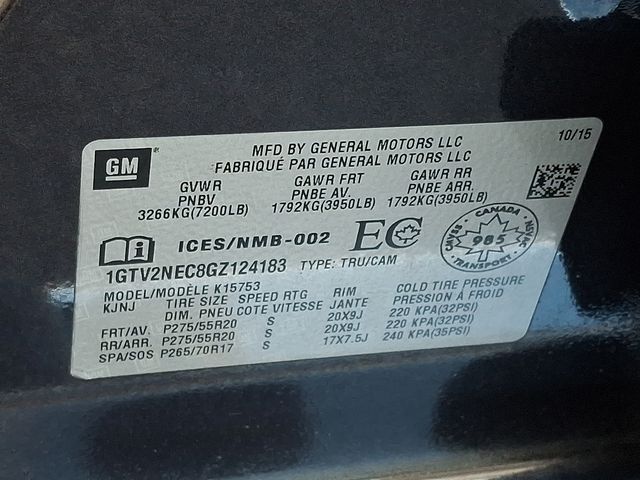 GM
MFD BY GENERAL MOTORS LLC
FABRIQUÉ PAR GENERAL MOTORS LLC
10/15
GVWR GAWR FRT GAWR RR
PNBV PNBE AV. PNBE ARR.
3266KG(7200LB) 1792KG(3950LB) 1792KG(3950LB)
ICES/NMB-002 EC
CANADA
985
TRANSPORT
1GTV2NEC8GZ124183 TYPE: TRU/CAM
MODEL/MODÈLE K15753
KJNJ TIRE SIZE SPEED RTG RIM COLD TIRE PRESSURE
DIM. PNEU COTE VITESSE JANTE PRESSION À FROID
FRT/AV. P275/55R20 S 20X9J 220 KPA(32PSI)
RR/ARR. P275/55R20 S 20X9J 220 KPA(32PSI)
SPA/SOS P265/70R17 S 17X7.5J 240 KPA(35PSI)